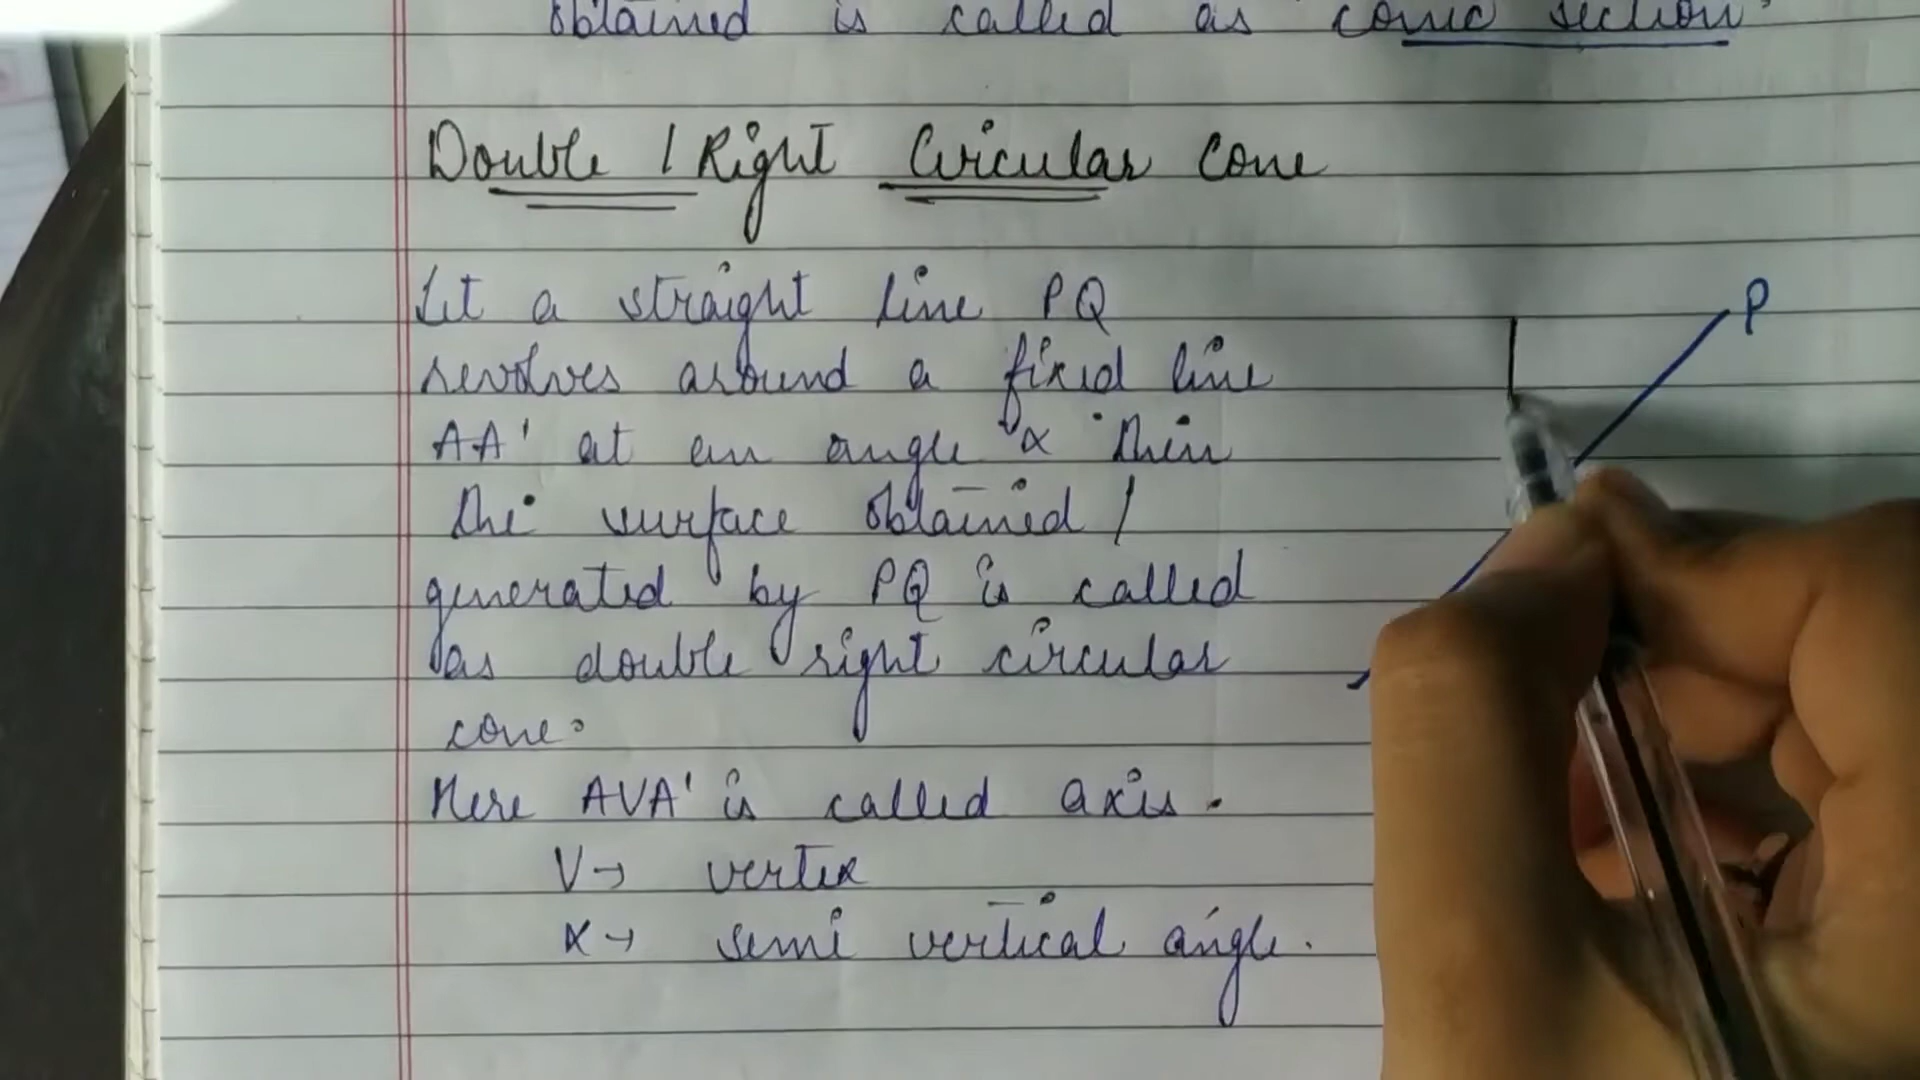 obtained is called as conic section.
Double / Right Circular Cone
Let a straight line PQ
revolves around a fixed line
AA' at an angle α then
the surface obtained /
generated by PQ is called
as double right circular
cone.
Here AVA' is called axis.
V → vertex
α → semi vertical angle.
P